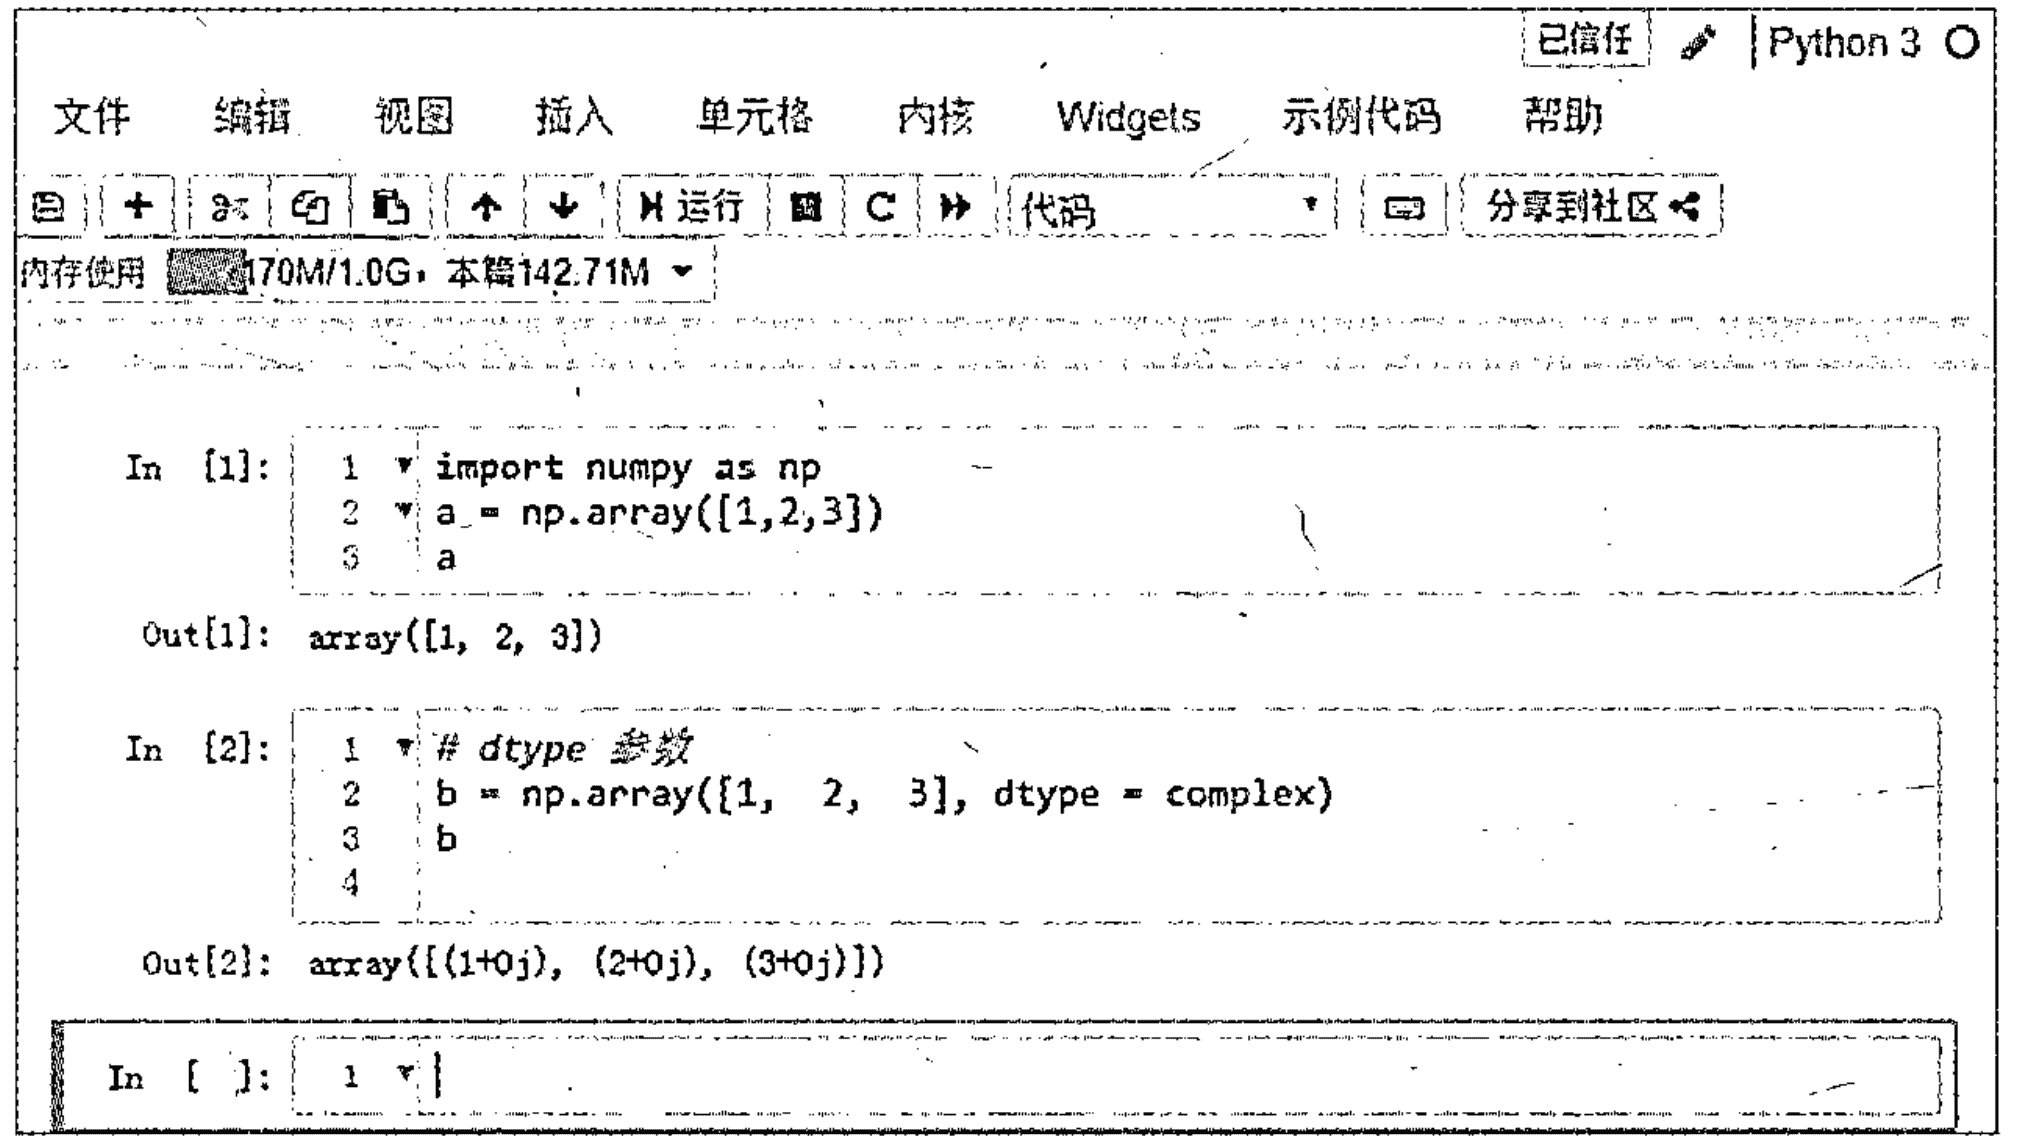 已信任 Python 3
文件 编辑 视图 插入 单元格 内核 Widgets 示例代码 帮助
运行 代码 分享到社区
内存使用 170M/1.0G，本篇142.71M
In [1]: 1 import numpy as np
2 a = np.array([1,2,3])
3 a
Out[1]: array([1, 2, 3])
In [2]: 1 # dtype 参数
2 b = np.array([1, 2, 3], dtype = complex)
3 b
4
Out[2]: array([(1+0j), (2+0j), (3+0j)])
In [ ]: 1